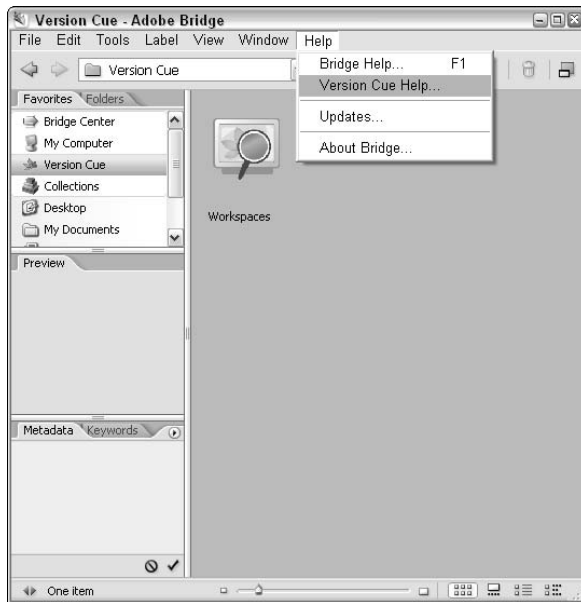 Version Cue - Adobe Bridge
File Edit Tools Label View Window Help
Version Cue
Bridge Help... F1
Version Cue Help...
Updates...
About Bridge...
Favorites Folders
Bridge Center
My Computer
Version Cue
Collections
Desktop
My Documents
Workspaces
Preview
Metadata Keywords
One item